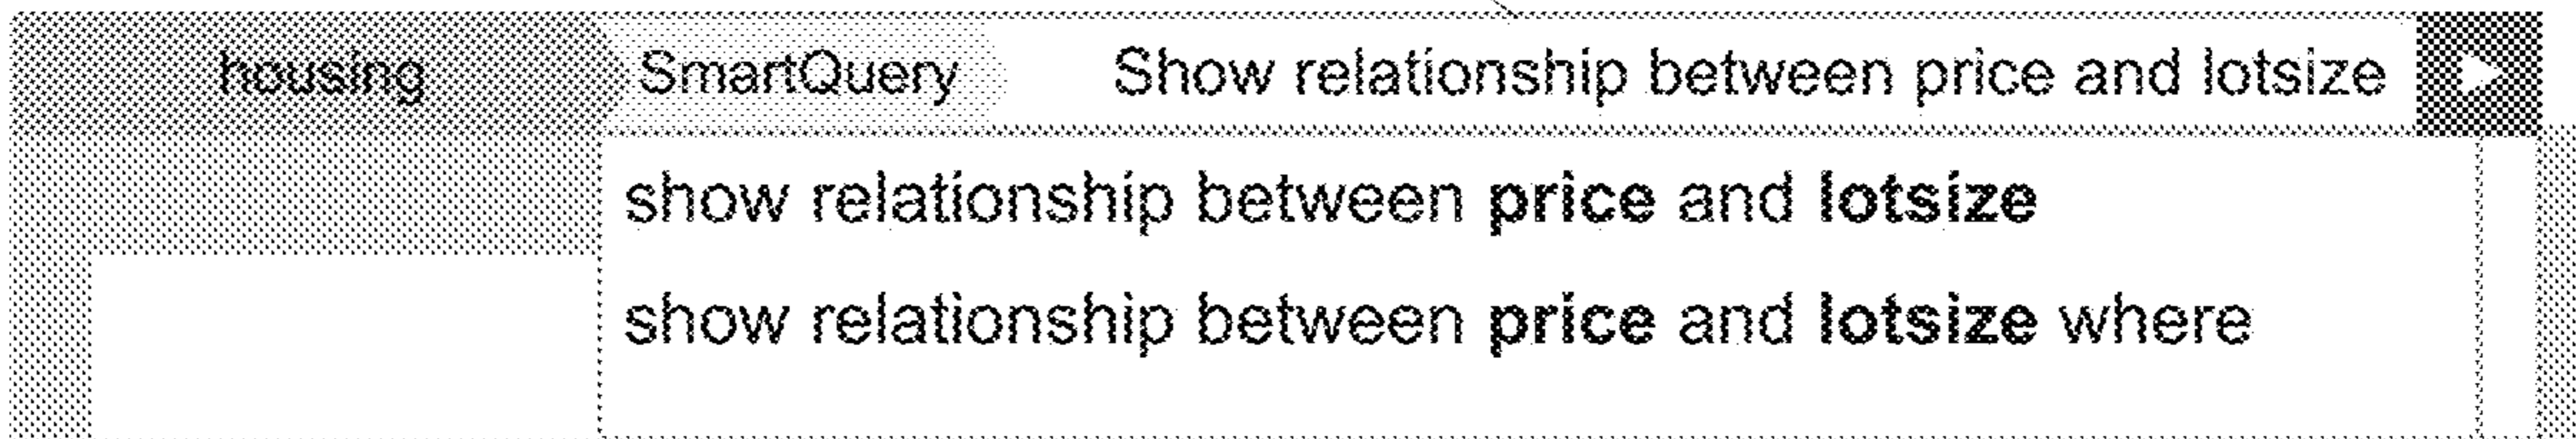 housing SmartQuery Show relationship between price and lotsize
show relationship between price and lotsize
show relationship between price and lotsize where